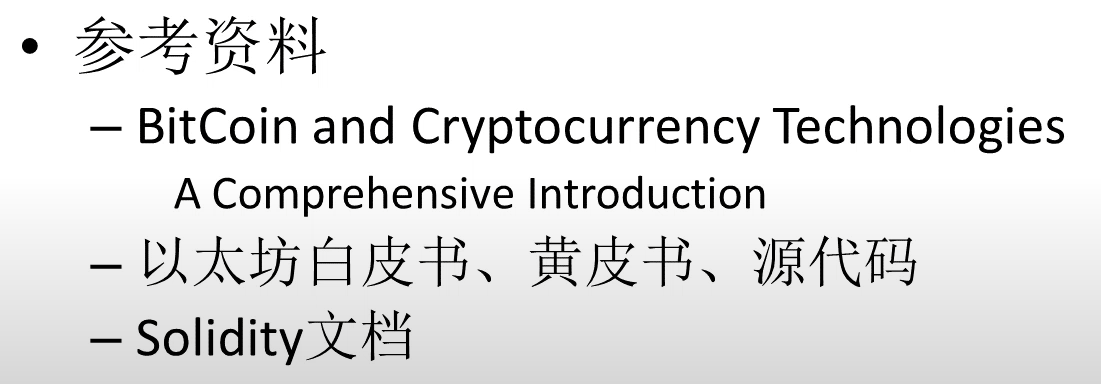 • 参考资料
– BitCoin and Cryptocurrency Technologies
A Comprehensive Introduction
– 以太坊白皮书、黄皮书、源代码
– Solidity文档